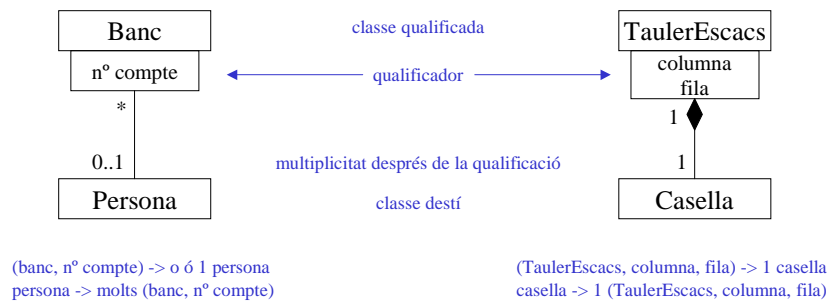 Banc
classe qualificada
TaulerEscacs
nº compte
qualificador
columna
fila
*
1
0..1
multiplicitat després de la qualificació
1
Persona
classe destí
Casella
(banc, nº compte) -> o ó 1 persona
persona -> molts (banc, nº compte)
(TaulerEscacs, columna, fila) -> 1 casella
casella -> 1 (TaulerEscacs, columna, fila)